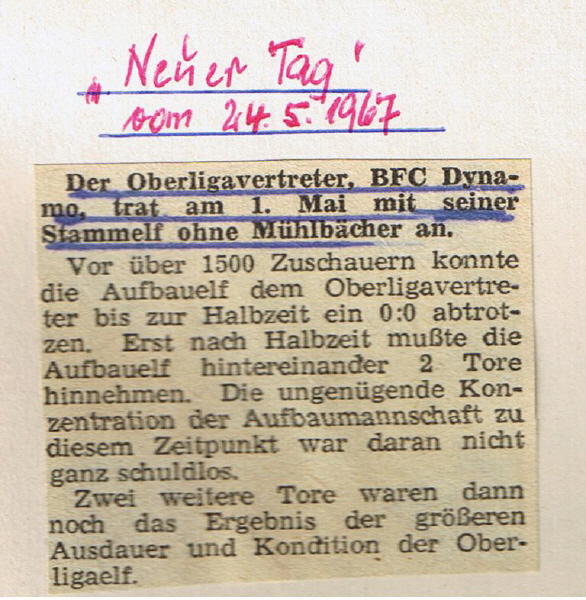 „Neuer Tag"
vom 24.5.1967
Der Oberligavertreter, BFC Dyna-
mo, trat am 1. Mai mit seiner
Stammelf ohne Mühlbächer an.
Vor über 1500 Zuschauern konnte
die Aufbauelf dem Oberligavertre-
ter bis zur Halbzeit ein 0:0 abtrot-
zen. Erst nach Halbzeit mußte die
Aufbauelf hintereinander 2 Tore
hinnehmen. Die ungenügende Kon-
zentration der Aufbaumannschaft zu
diesem Zeitpunkt war daran nicht
ganz schuldlos.
Zwei weitere Tore waren dann
noch das Ergebnis der größeren
Ausdauer und Kondition der Ober-
ligaelf.